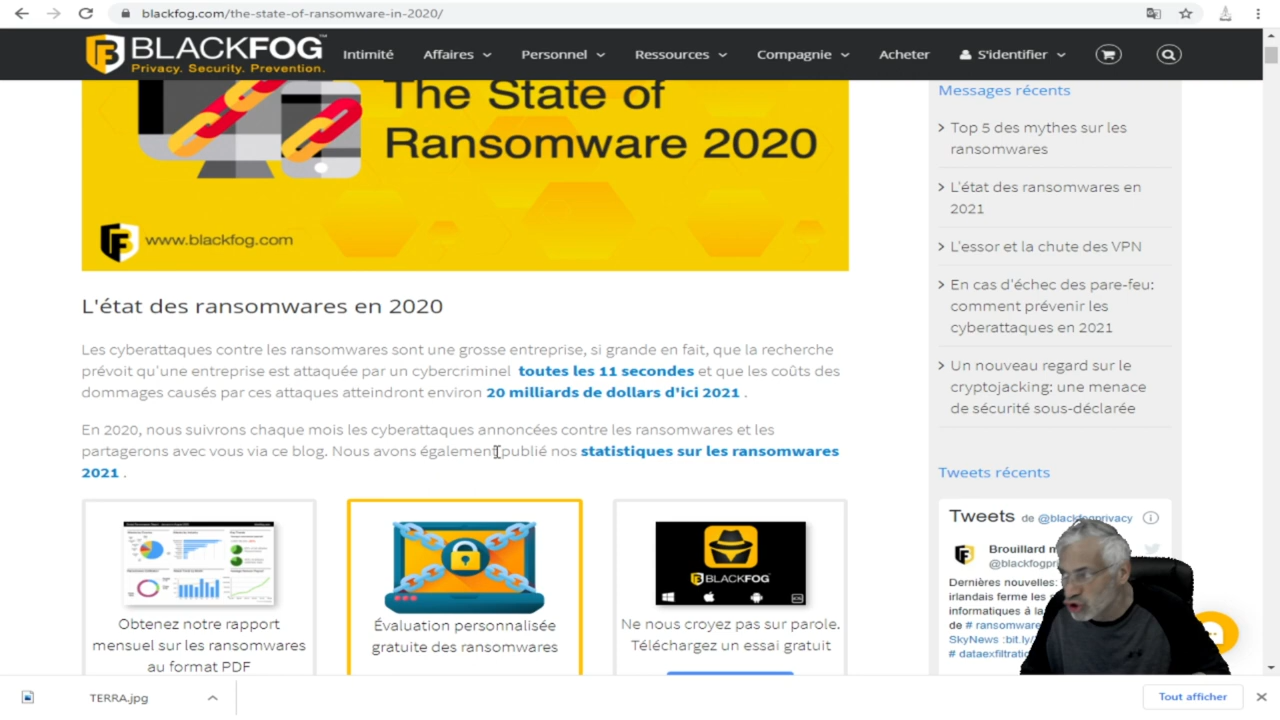 blackfog.com/the-state-of-ransomware-in-2020/
BLACKFOG
Privacy. Security. Prevention.
Intimité
Affaires
Personnel
Ressources
Compagnie
Acheter
S'identifier
The State of
Ransomware 2020
www.blackfog.com
L'état des ransomwares en 2020
Les cyberattaques contre les ransomwares sont une grosse entreprise, si grande en fait, que la recherche
prévoit qu'une entreprise est attaquée par un cybercriminel toutes les 11 secondes et que les coûts des
dommages causés par ces attaques atteindront environ 20 milliards de dollars d'ici 2021 .
En 2020, nous suivrons chaque mois les cyberattaques annoncées contre les ransomwares et les
partagerons avec vous via ce blog. Nous avons également publié nos statistiques sur les ransomwares
2021 .
Obtenez notre rapport
mensuel sur les ransomwares
au format PDF
Évaluation personnalisée
gratuite des ransomwares
BLACKFOG
Ne nous croyez pas sur parole.
Téléchargez un essai gratuit
Messages récents
Top 5 des mythes sur les
ransomwares
L'état des ransomwares en
2021
L'essor et la chute des VPN
En cas d'échec des pare-feu:
comment prévenir les
cyberattaques en 2021
Un nouveau regard sur le
cryptojacking: une menace
de sécurité sous-déclarée
Tweets récents
Tweets de @blackfogprivacy
Brouillard
@blackfogpri
Dernières nouvelles:
irlandais ferme les
informatiques à la
de # ransomware
SkyNews :bit.ly/
# dataexfiltratio
TERRA.jpg
Tout afficher